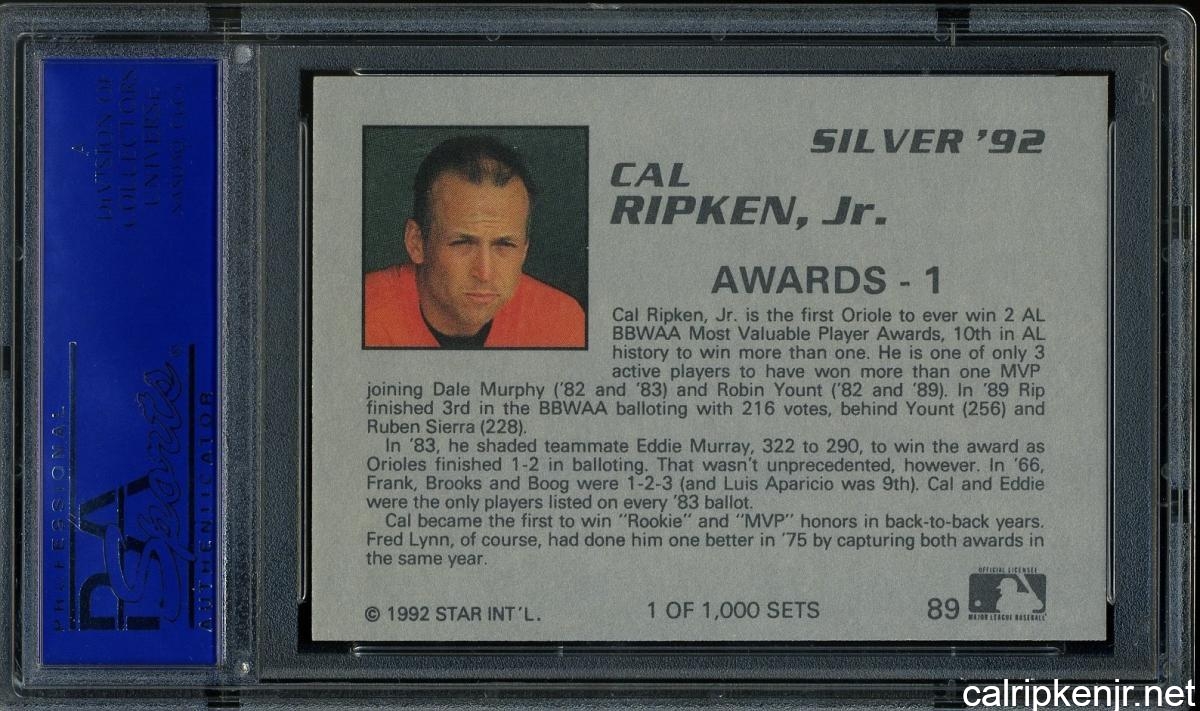 A
DIVISION OF
COLLECTORS
UNIVERSE
NASDAQ: CLCT
PROFESSIONAL
PSA
Sports®
AUTHENTICATOR
SILVER '92
CAL
RIPKEN, Jr.
AWARDS - 1
Cal Ripken, Jr. is the first Oriole to ever win 2 AL
BBWAA Most Valuable Player Awards, 10th in AL
history to win more than one. He is one of only 3
active players to have won more than one MVP
joining Dale Murphy ('82 and '83) and Robin Yount ('82 and '89). In '89 Rip
finished 3rd in the BBWAA balloting with 216 votes, behind Yount (256) and
Ruben Sierra (228).
In '83, he shaded teammate Eddie Murray, 322 to 290, to win the award as
Orioles finished 1-2 in balloting. That wasn't unprecedented, however. In '66,
Frank, Brooks and Boog were 1-2-3 (and Luis Aparicio was 9th). Cal and Eddie
were the only players listed on every '83 ballot.
Cal became the first to win "Rookie" and "MVP" honors in back-to-back years.
Fred Lynn, of course, had done him one better in '75 by capturing both awards in
the same year.
© 1992 STAR INT'L.
1 OF 1,000 SETS
89
OFFICIAL LICENSEE
MAJOR LEAGUE BASEBALL
calripkenjr.net